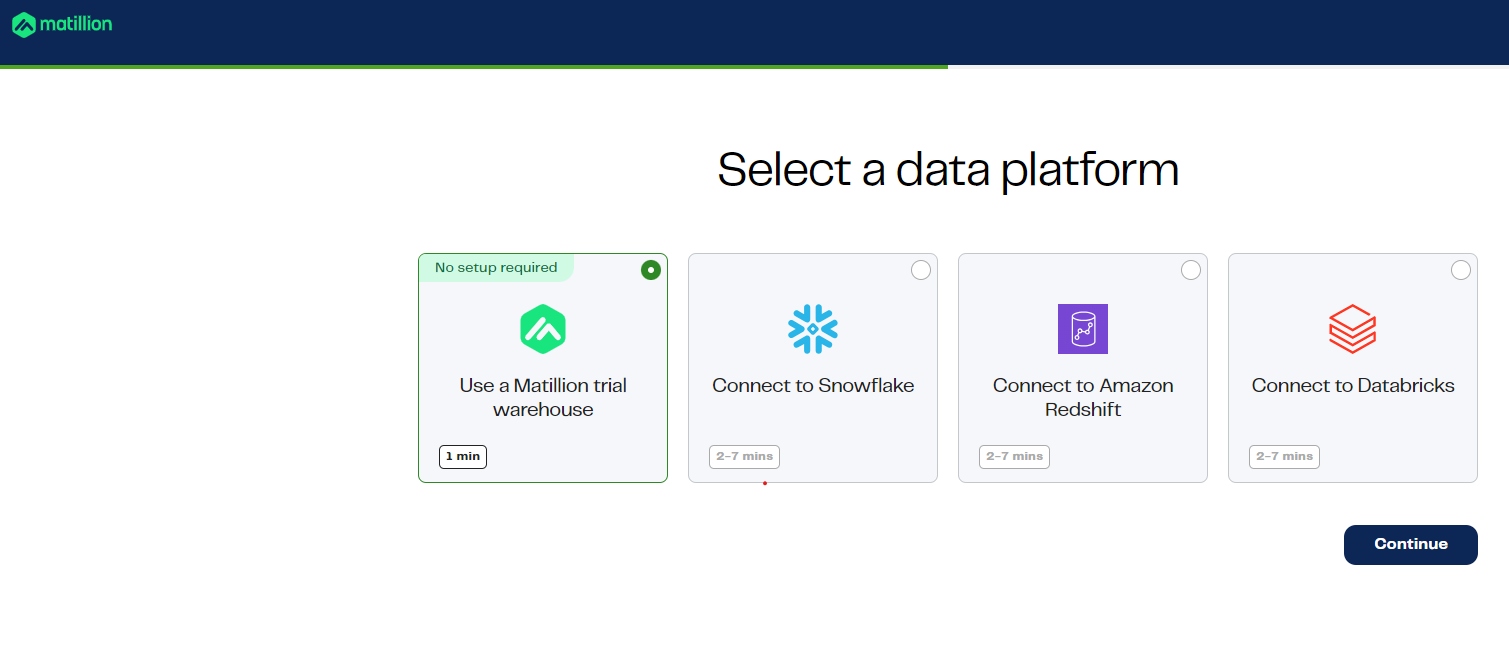 matillion
Select a data platform
No setup required
Use a Matillion trial
warehouse
1 min
Connect to Snowflake
2-7 mins
Connect to Amazon
Redshift
2-7 mins
Connect to Databricks
2-7 mins
Continue